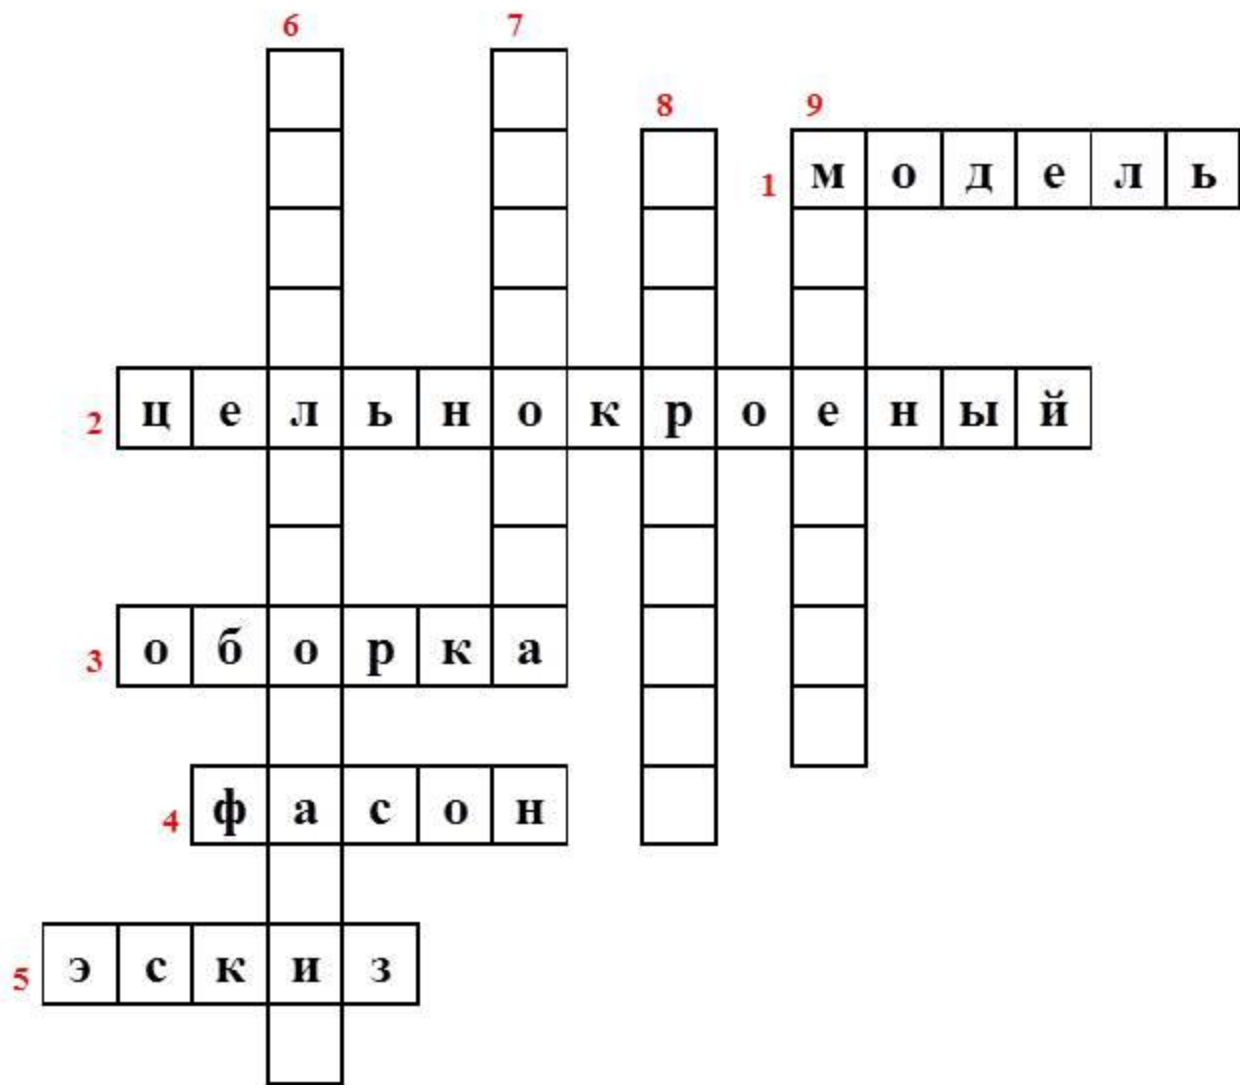 6 7
8 9
1 модель
2 цельнокроеный
3 оборка
4 фасон
5 эскиз